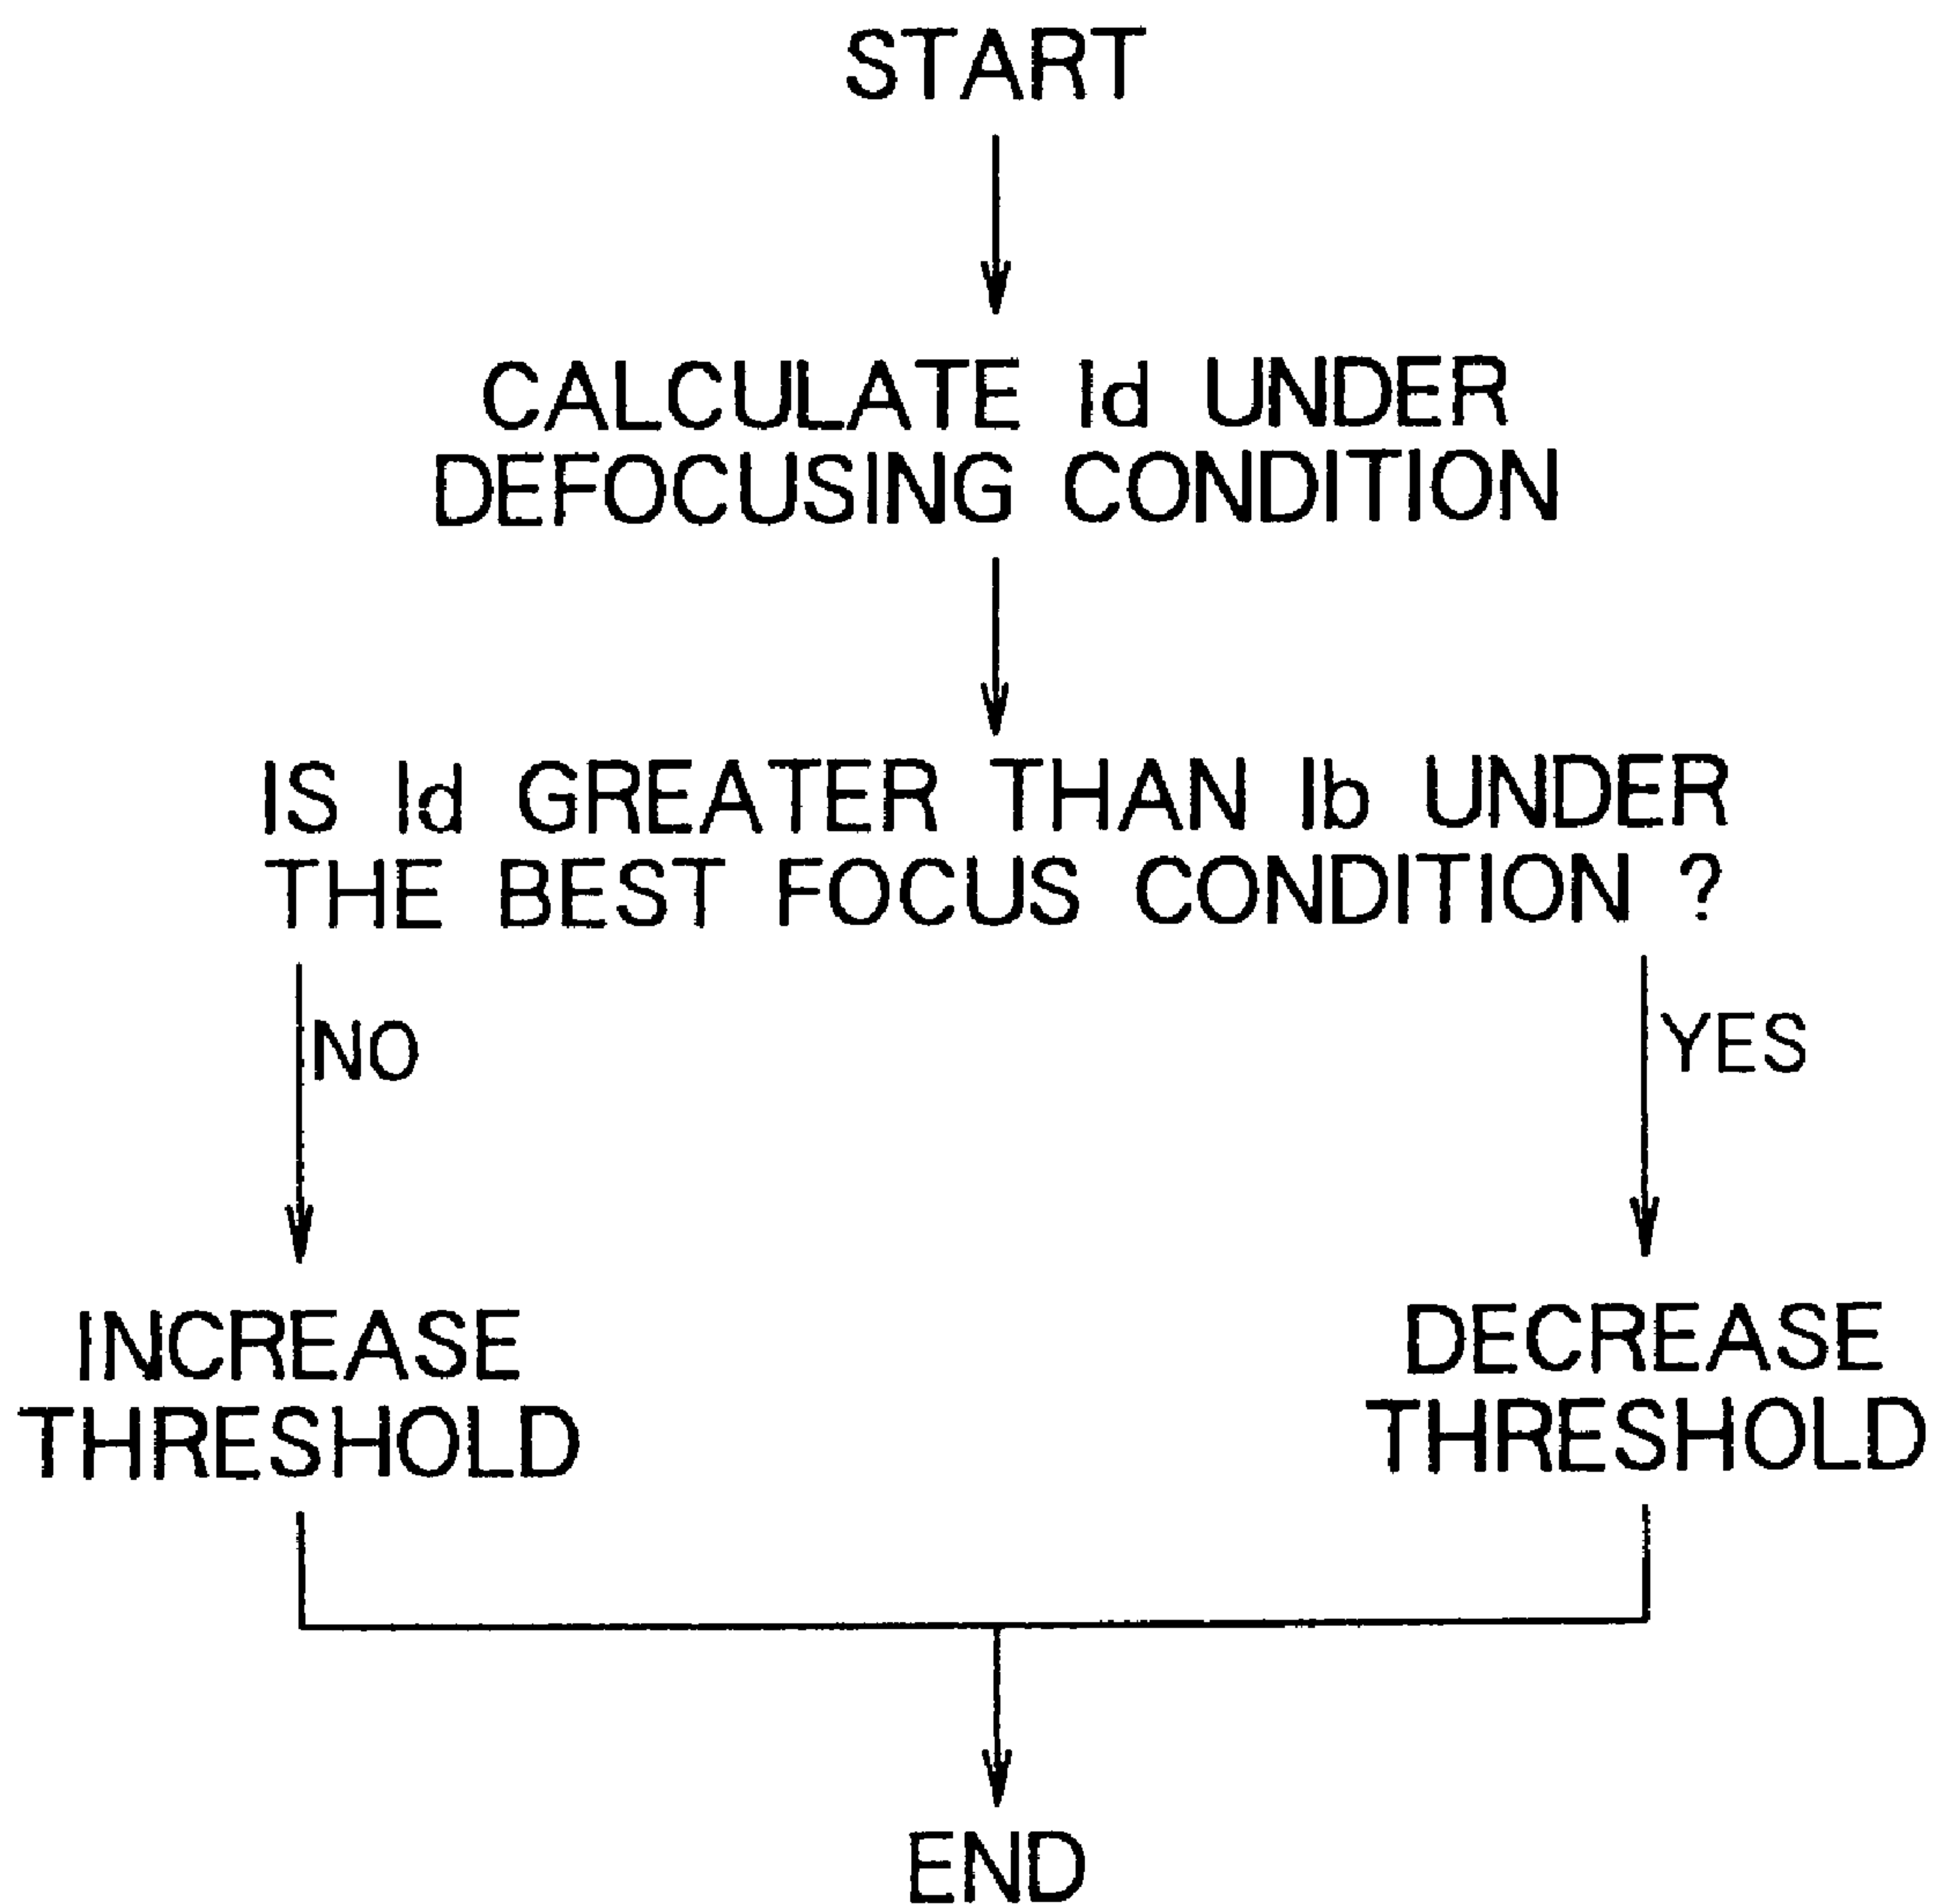 START
CALCULATE Id UNDER
DEFOCUSING CONDITION
IS Id GREATER THAN Ib UNDER
THE BEST FOCUS CONDITION ?
NO
YES
INCREASE
THRESHOLD
DECREASE
THRESHOLD
END